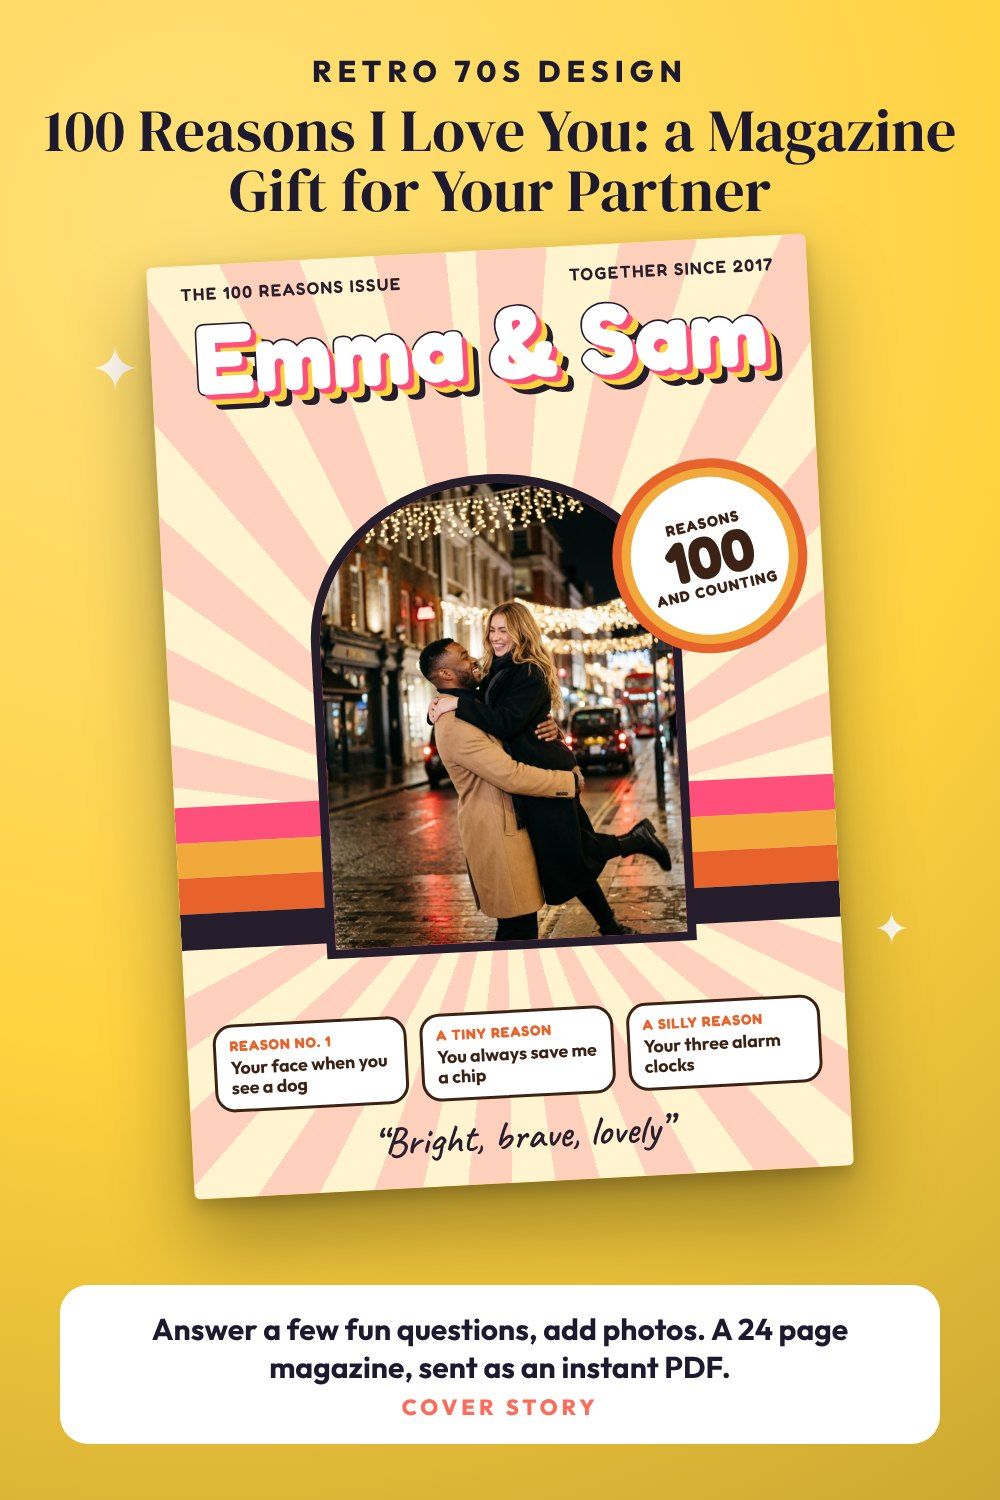 RETRO 70S DESIGN
100 Reasons I Love You: a Magazine
Gift for Your Partner
THE 100 REASONS ISSUE
TOGETHER SINCE 2017
Emma & Sam
REASONS
100
AND COUNTING
REASON NO. 1
Your face when you
see a dog
A TINY REASON
You always save me
a chip
A SILLY REASON
Your three alarm
clocks
“Bright, brave, lovely”
Answer a few fun questions, add photos. A 24 page
magazine, sent as an instant PDF.
COVER STORY